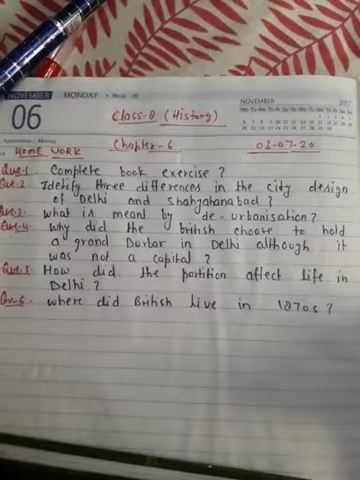 NOVEMBER MONDAY • Week
06
NOVEMBER 2017
Class-8 (History)
Chapter-6 03-07-20
HOME WORK
Que-1 Complete book exercise?
Que-2. Idetify three differences in the city design
of Delhi and Shahjahanabad?
Que-3. What is meant by de-urbanisation?
Que-4. Why did the british choose to hold
a grand Durbar in Delhi although it
was not a capital?
Que-5. How did the partition affect life in
Delhi?
Que-6. where did British live in 1870s?